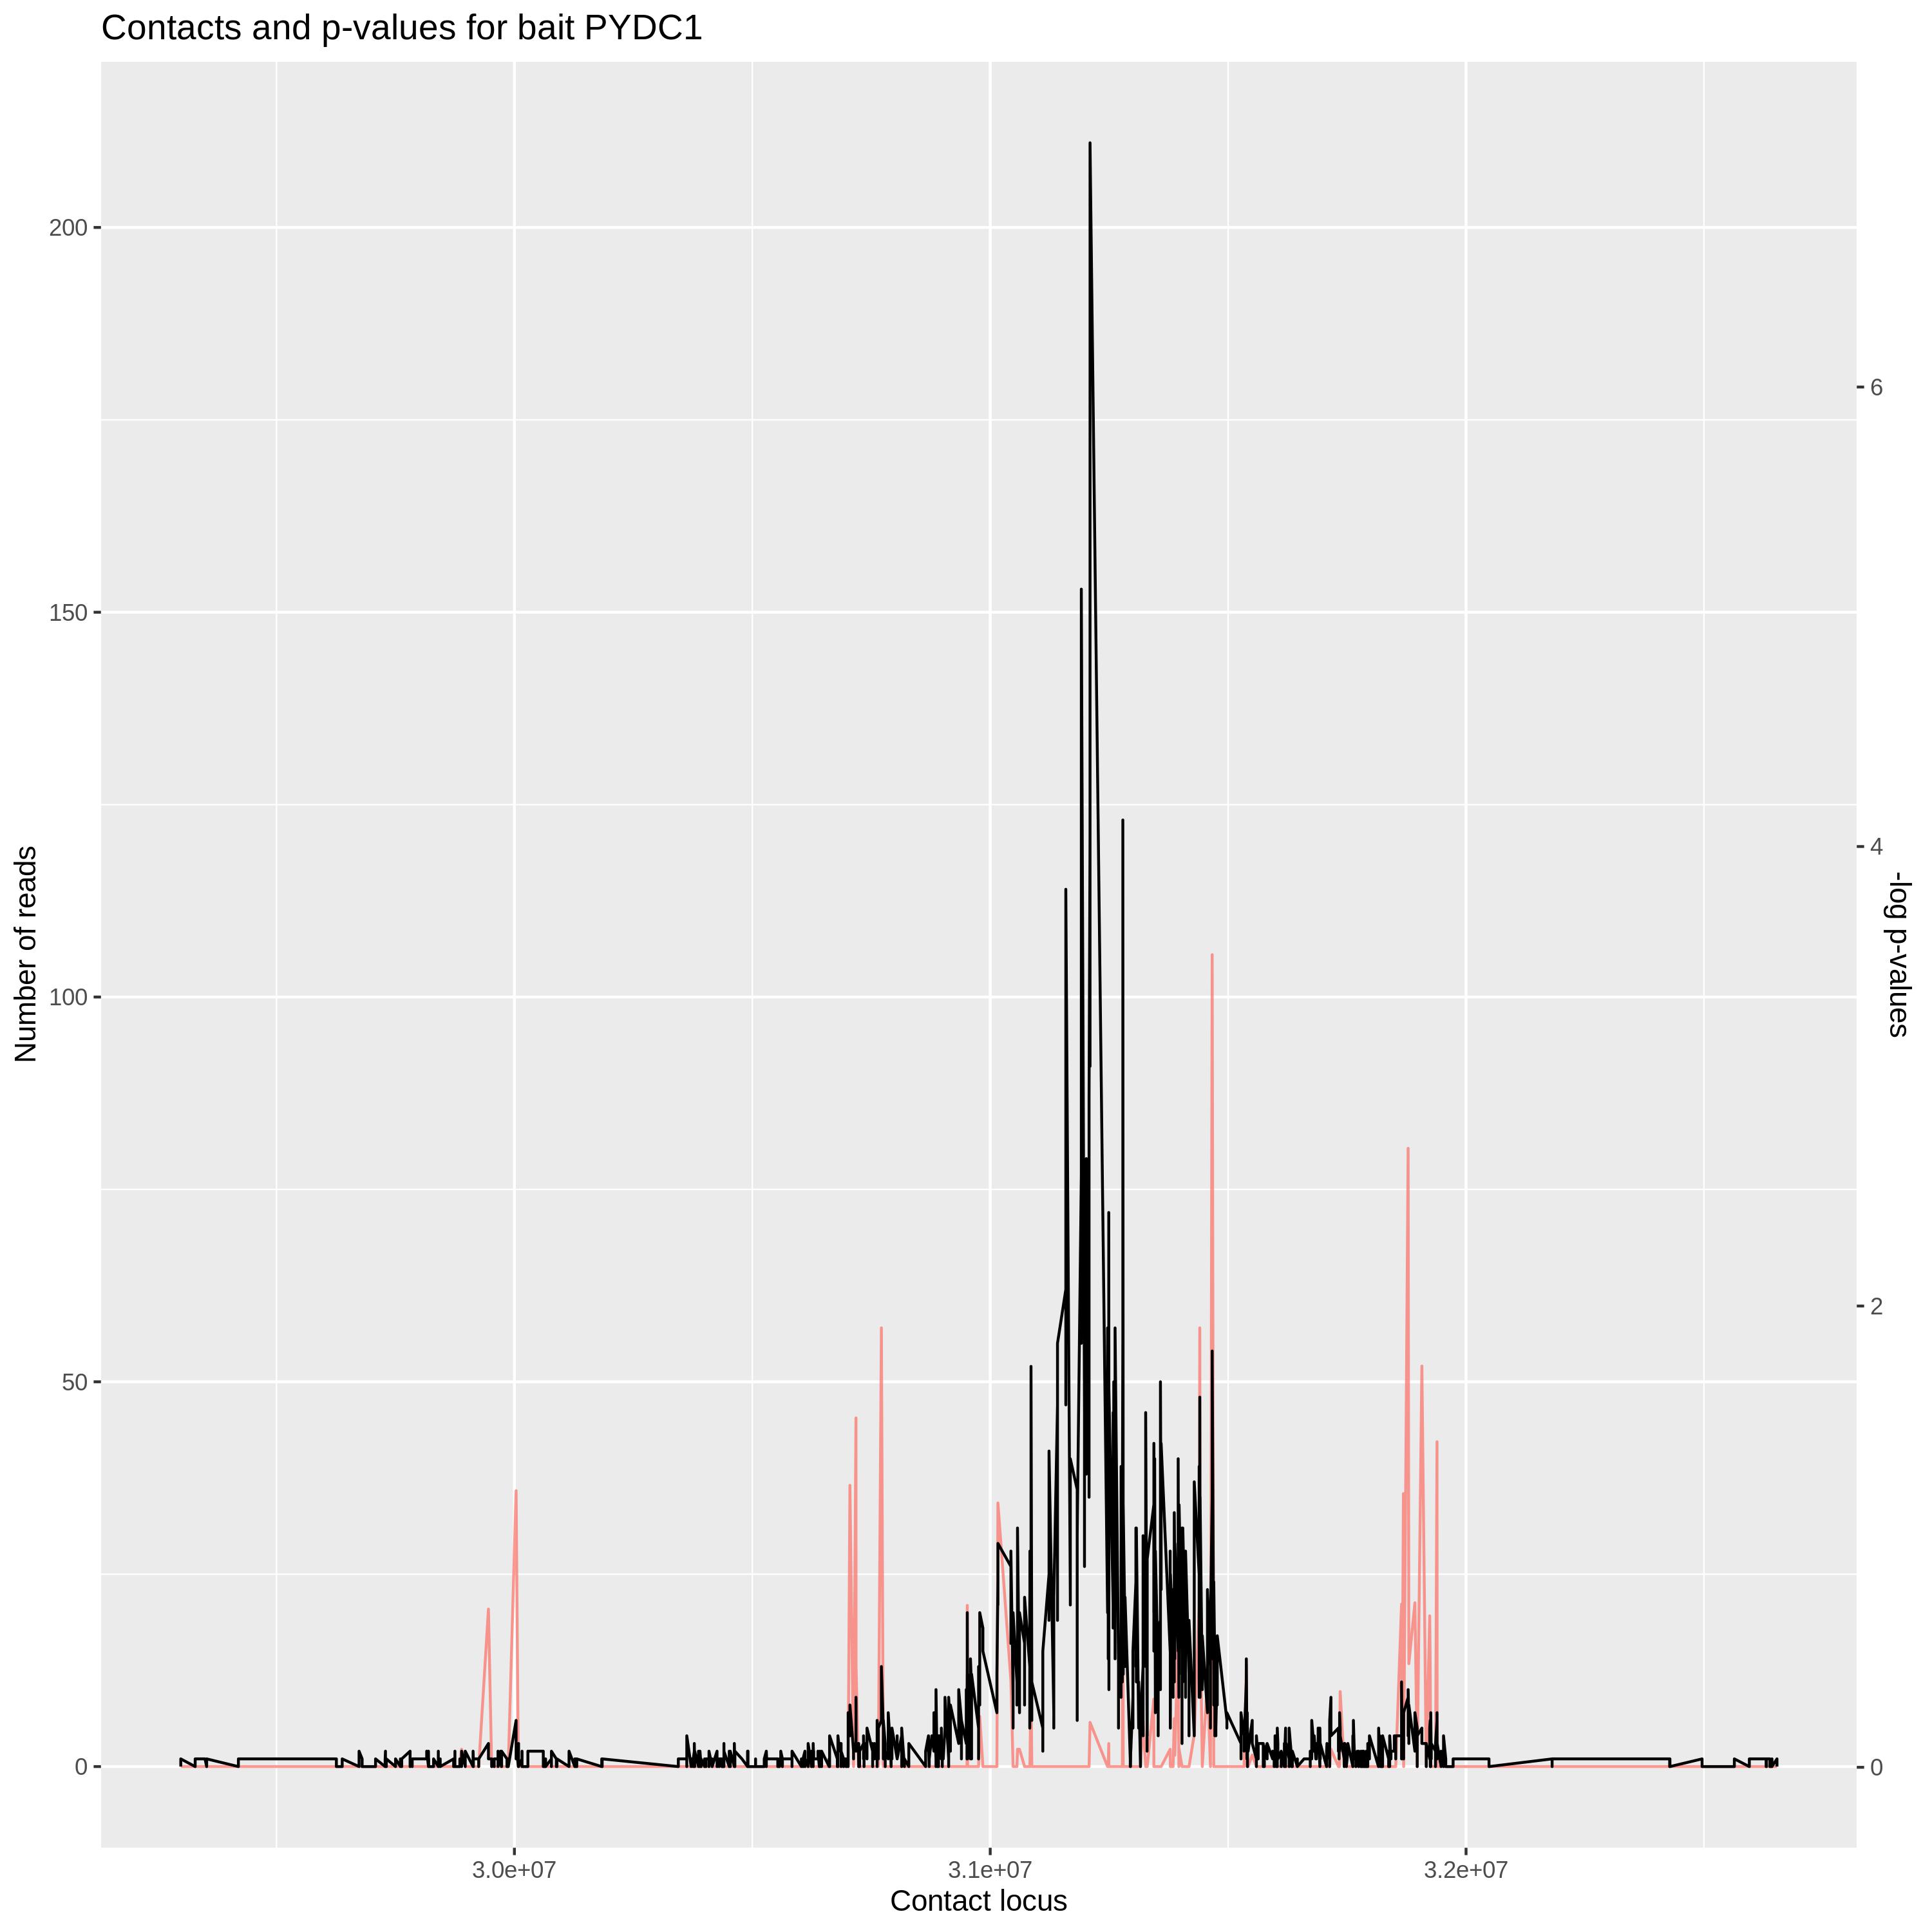 Contacts and p-values for bait PYDC1
200
150
100
50
0
Number of reads
6
4
2
0
-log p-values
3.0e+07
3.1e+07
3.2e+07
Contact locus